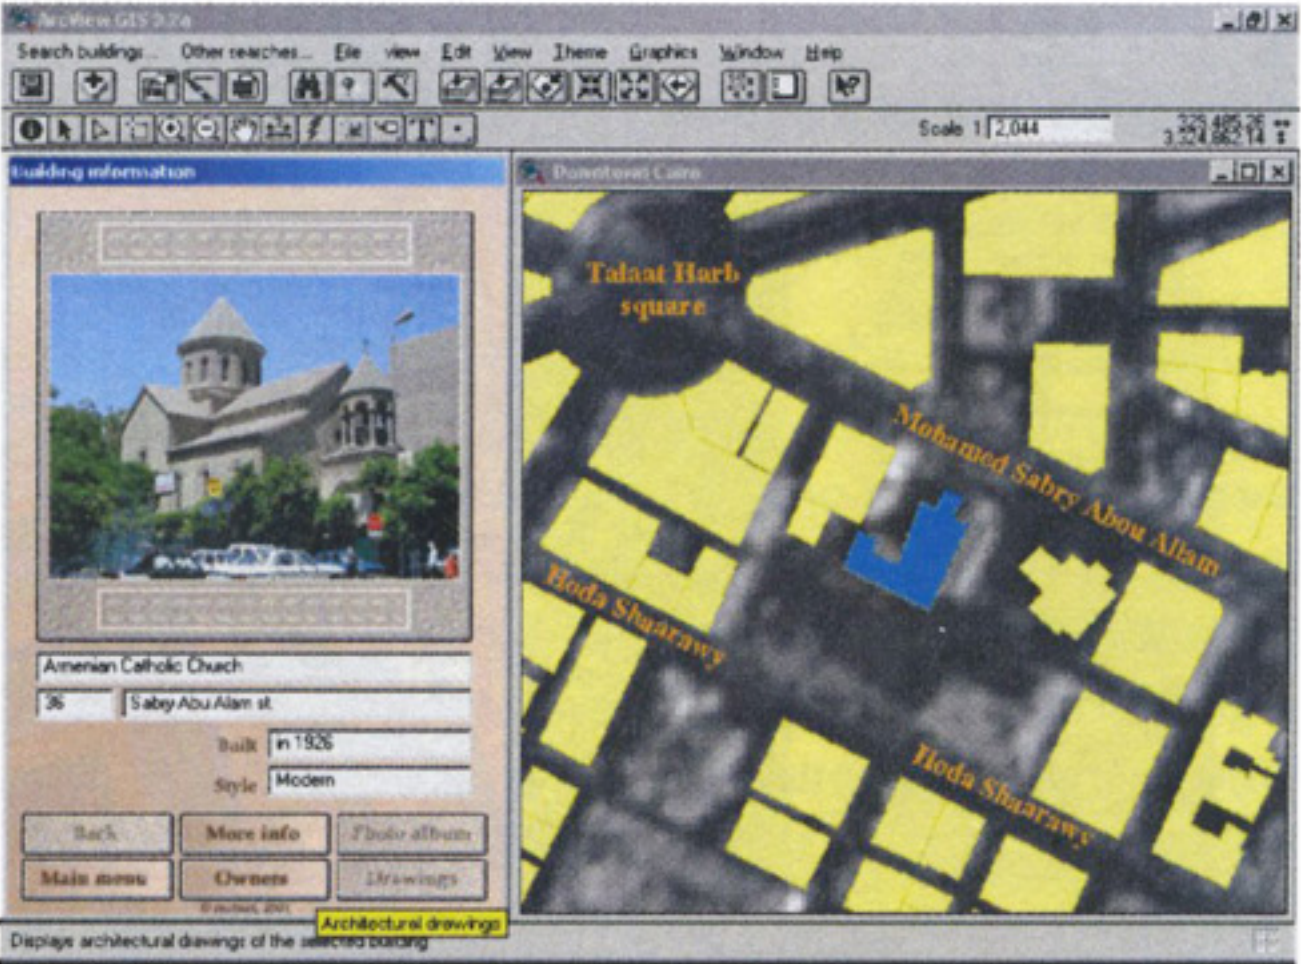 ArcView GIS 3.2a
Search buildings... Other searches... File view Edit View Theme Graphics Window Help
Scale 1: 2,044
Building information
Downtown Cairo
Talaat Harb
square
Mohamed Sabry Abou Allam
Hoda Shaarawy
Hoda Shaarawy
Armenian Catholic Church
36 Sabry Abu Alam st.
Built in 1926
Style Modern
Back More info Photo album
Main menu Owners Drawings
Architectural drawings
Displays architectural drawings of the selected building